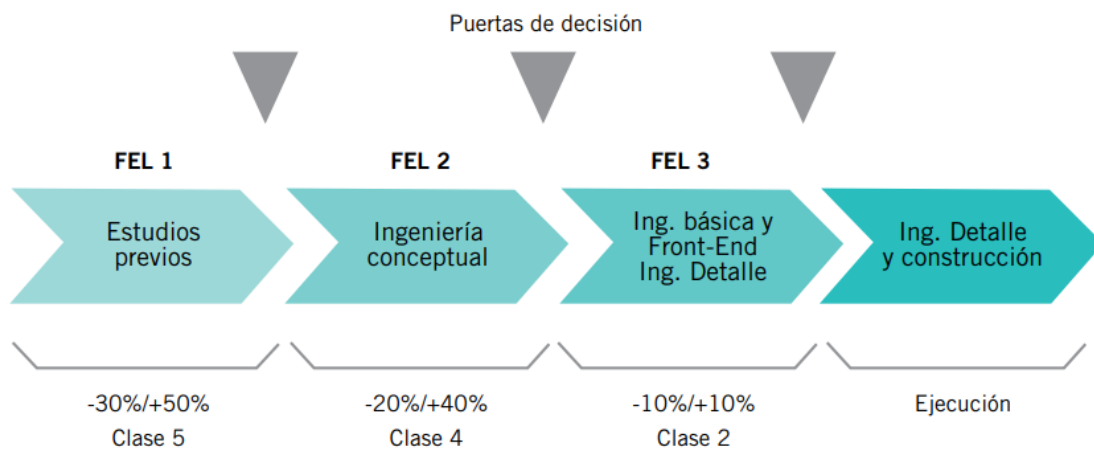 Puertas de decisión
FEL 1
FEL 2
FEL 3
Estudios
previos
Ingeniería
conceptual
Ing. básica y
Front-End
Ing. Detalle
Ing. Detalle
y construcción
-30%/+50%
Clase 5
-20%/+40%
Clase 4
-10%/+10%
Clase 2
Ejecución